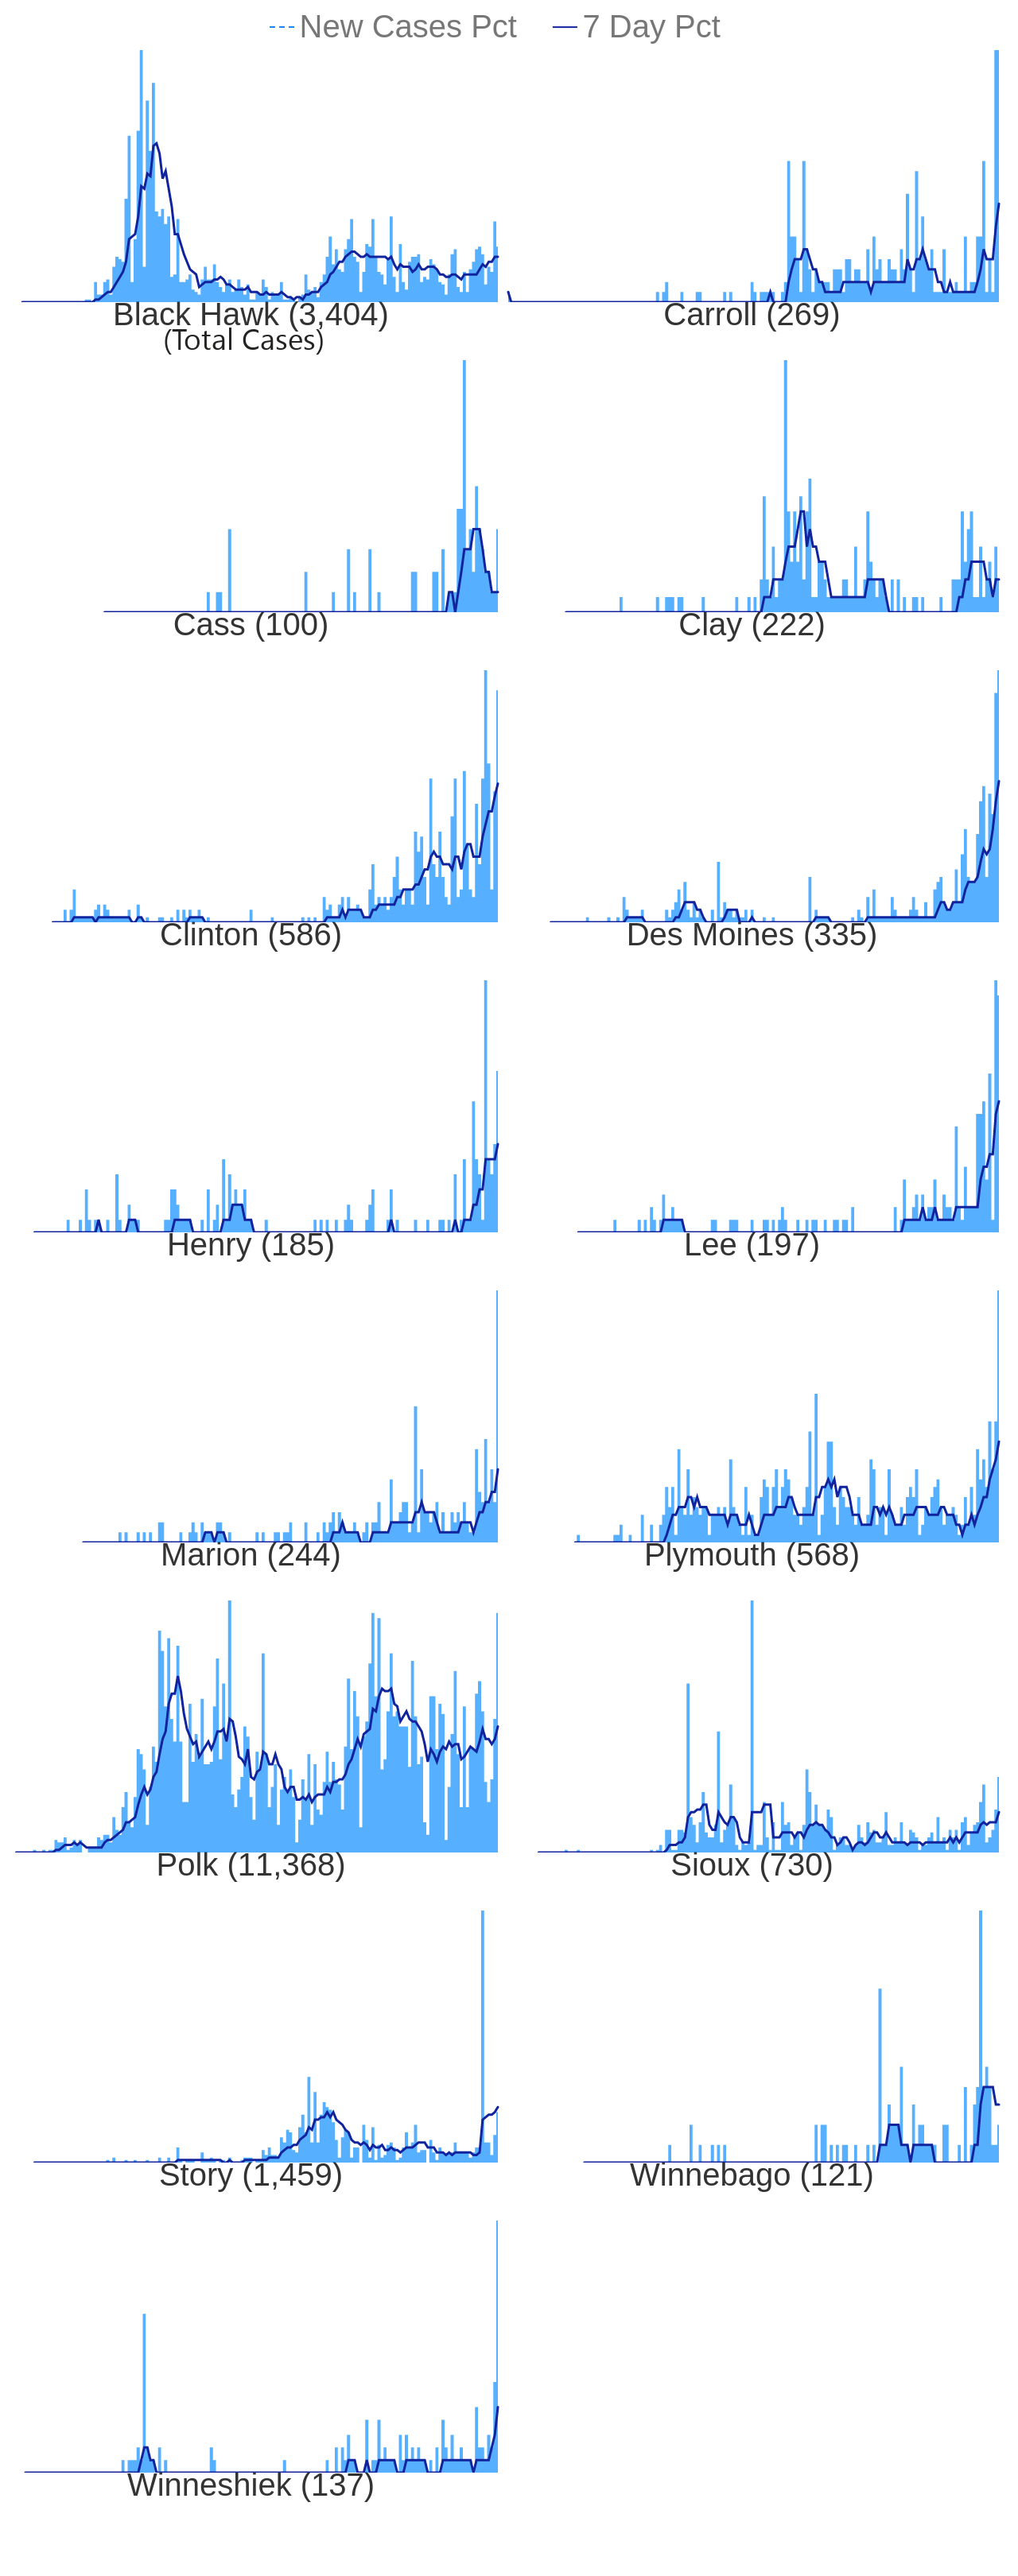 New Cases Pct 7 Day Pct
Black Hawk (3,404) Carroll (269)
(Total Cases)
Cass (100) Clay (222)
Clinton (586) Des Moines (335)
Henry (185) Lee (197)
Marion (244) Plymouth (568)
Polk (11,368) Sioux (730)
Story (1,459) Winnebago (121)
Winneshiek (137)